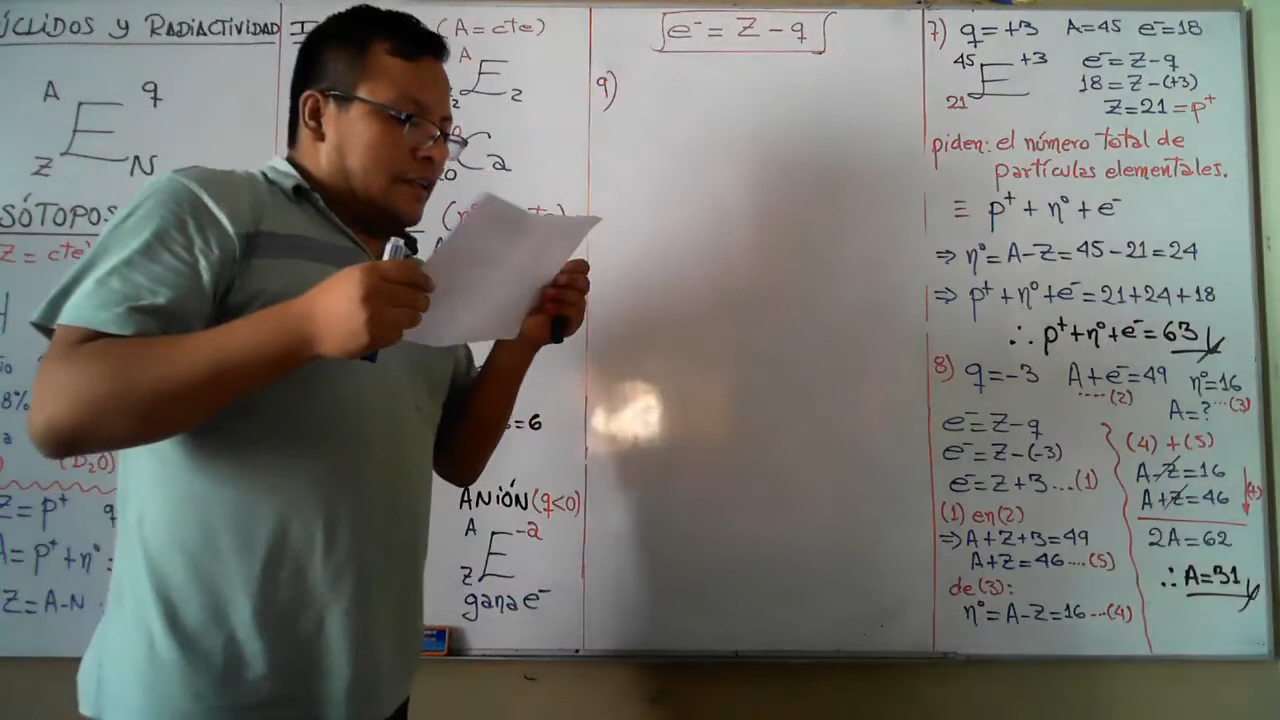 CLIDOS y RADIACTIVIDAD
A E q
Z N
SÓTOPOS
Z = cte
8%
(D₂O)
Z = p⁺ q
A = p⁺ + n° =
Z = A-N
(A = cte)
A E
2
Ca
=6
ANIÓN (q<0)
A E -a
Z
gana e⁻
e⁻ = Z - q
9)
7) q = +3 A = 45 e⁻ = 18
45 E +3 e⁻ = Z - q
21 18 = Z - (+3)
Z = 21 = p⁺
piden: el número total de
partículas elementales.
≡ p⁺ + n° + e⁻
⇒ n° = A - Z = 45 - 21 = 24
⇒ p⁺ + n° + e⁻ = 21 + 24 + 18
∴ p⁺ + n° + e⁻ = 63
8) q = -3 A + e⁻ = 49 n° = 16
....(2) A = ? ...(3)
e⁻ = Z - q
e⁻ = Z - (-3)
e⁻ = Z + 3 ...(1)
(1) en (2)
⇒ A + Z + 3 = 49
A + Z = 46 ....(5)
de (3):
n° = A - Z = 16 ...(4)
(4) + (5)
A - Z = 16
A + Z = 46 (+)
2A = 62
∴ A = 31